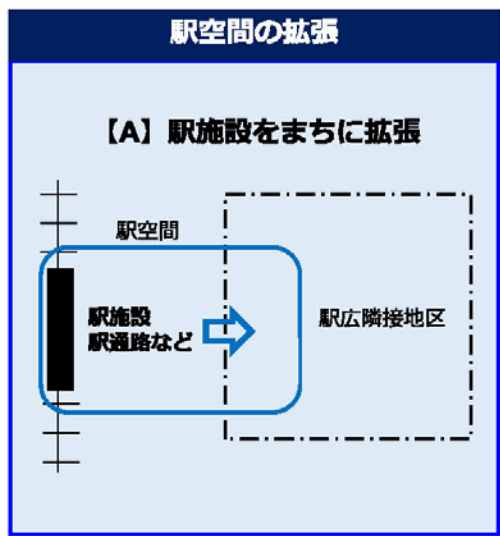 駅空間の拡張
【A】駅施設をまちに拡張
駅空間
駅施設
駅通路など
駅広隣接地区